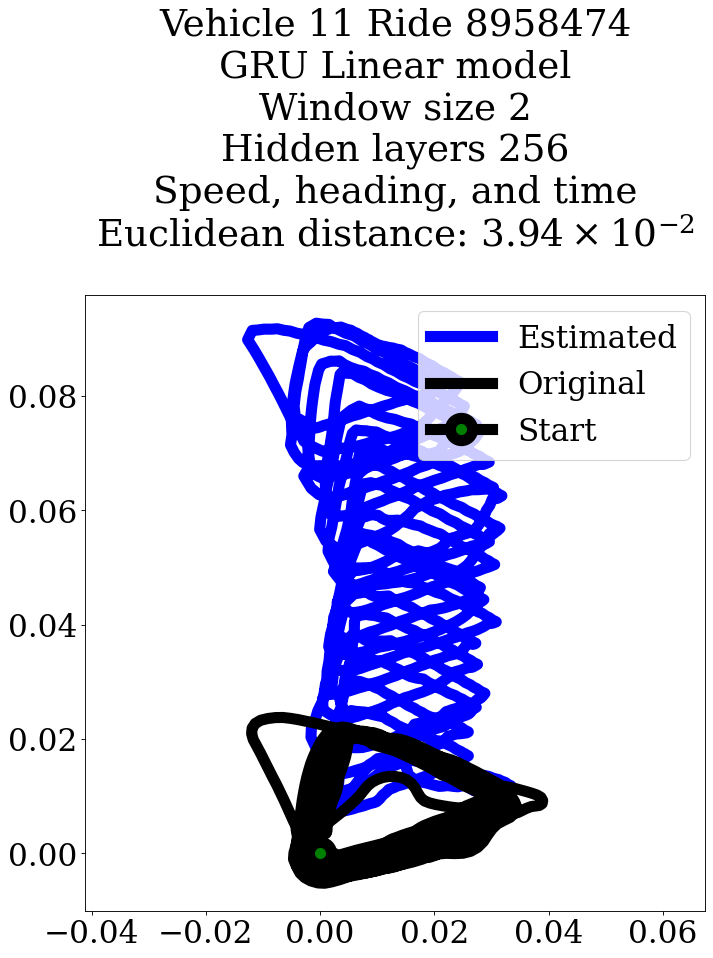 Vehicle 11 Ride 8958474
GRU Linear model
Window size 2
Hidden layers 256
Speed, heading, and time
Euclidean distance: 3.94 × 10⁻²
Estimated
Original
Start
0.08
0.06
0.04
0.02
0.00
−0.04
−0.02
0.00
0.02
0.04
0.06